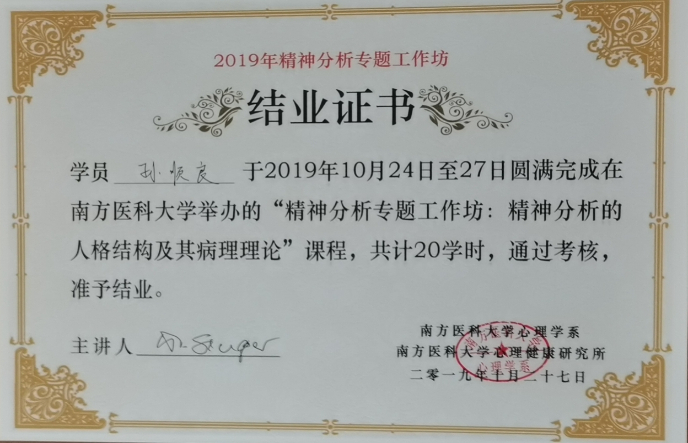 2019年精神分析专题工作坊
结业证书
学员 孙顺良 于2019年10月24日至27日圆满完成在
南方医科大学举办的“精神分析专题工作坊：精神分析的
人格结构及其病理理论”课程，共计20学时，通过考核，
准予结业。
主讲人
南方医科大学心理学系
南方医科大学心理健康研究所
二零一九年十月二十七日
心理学系